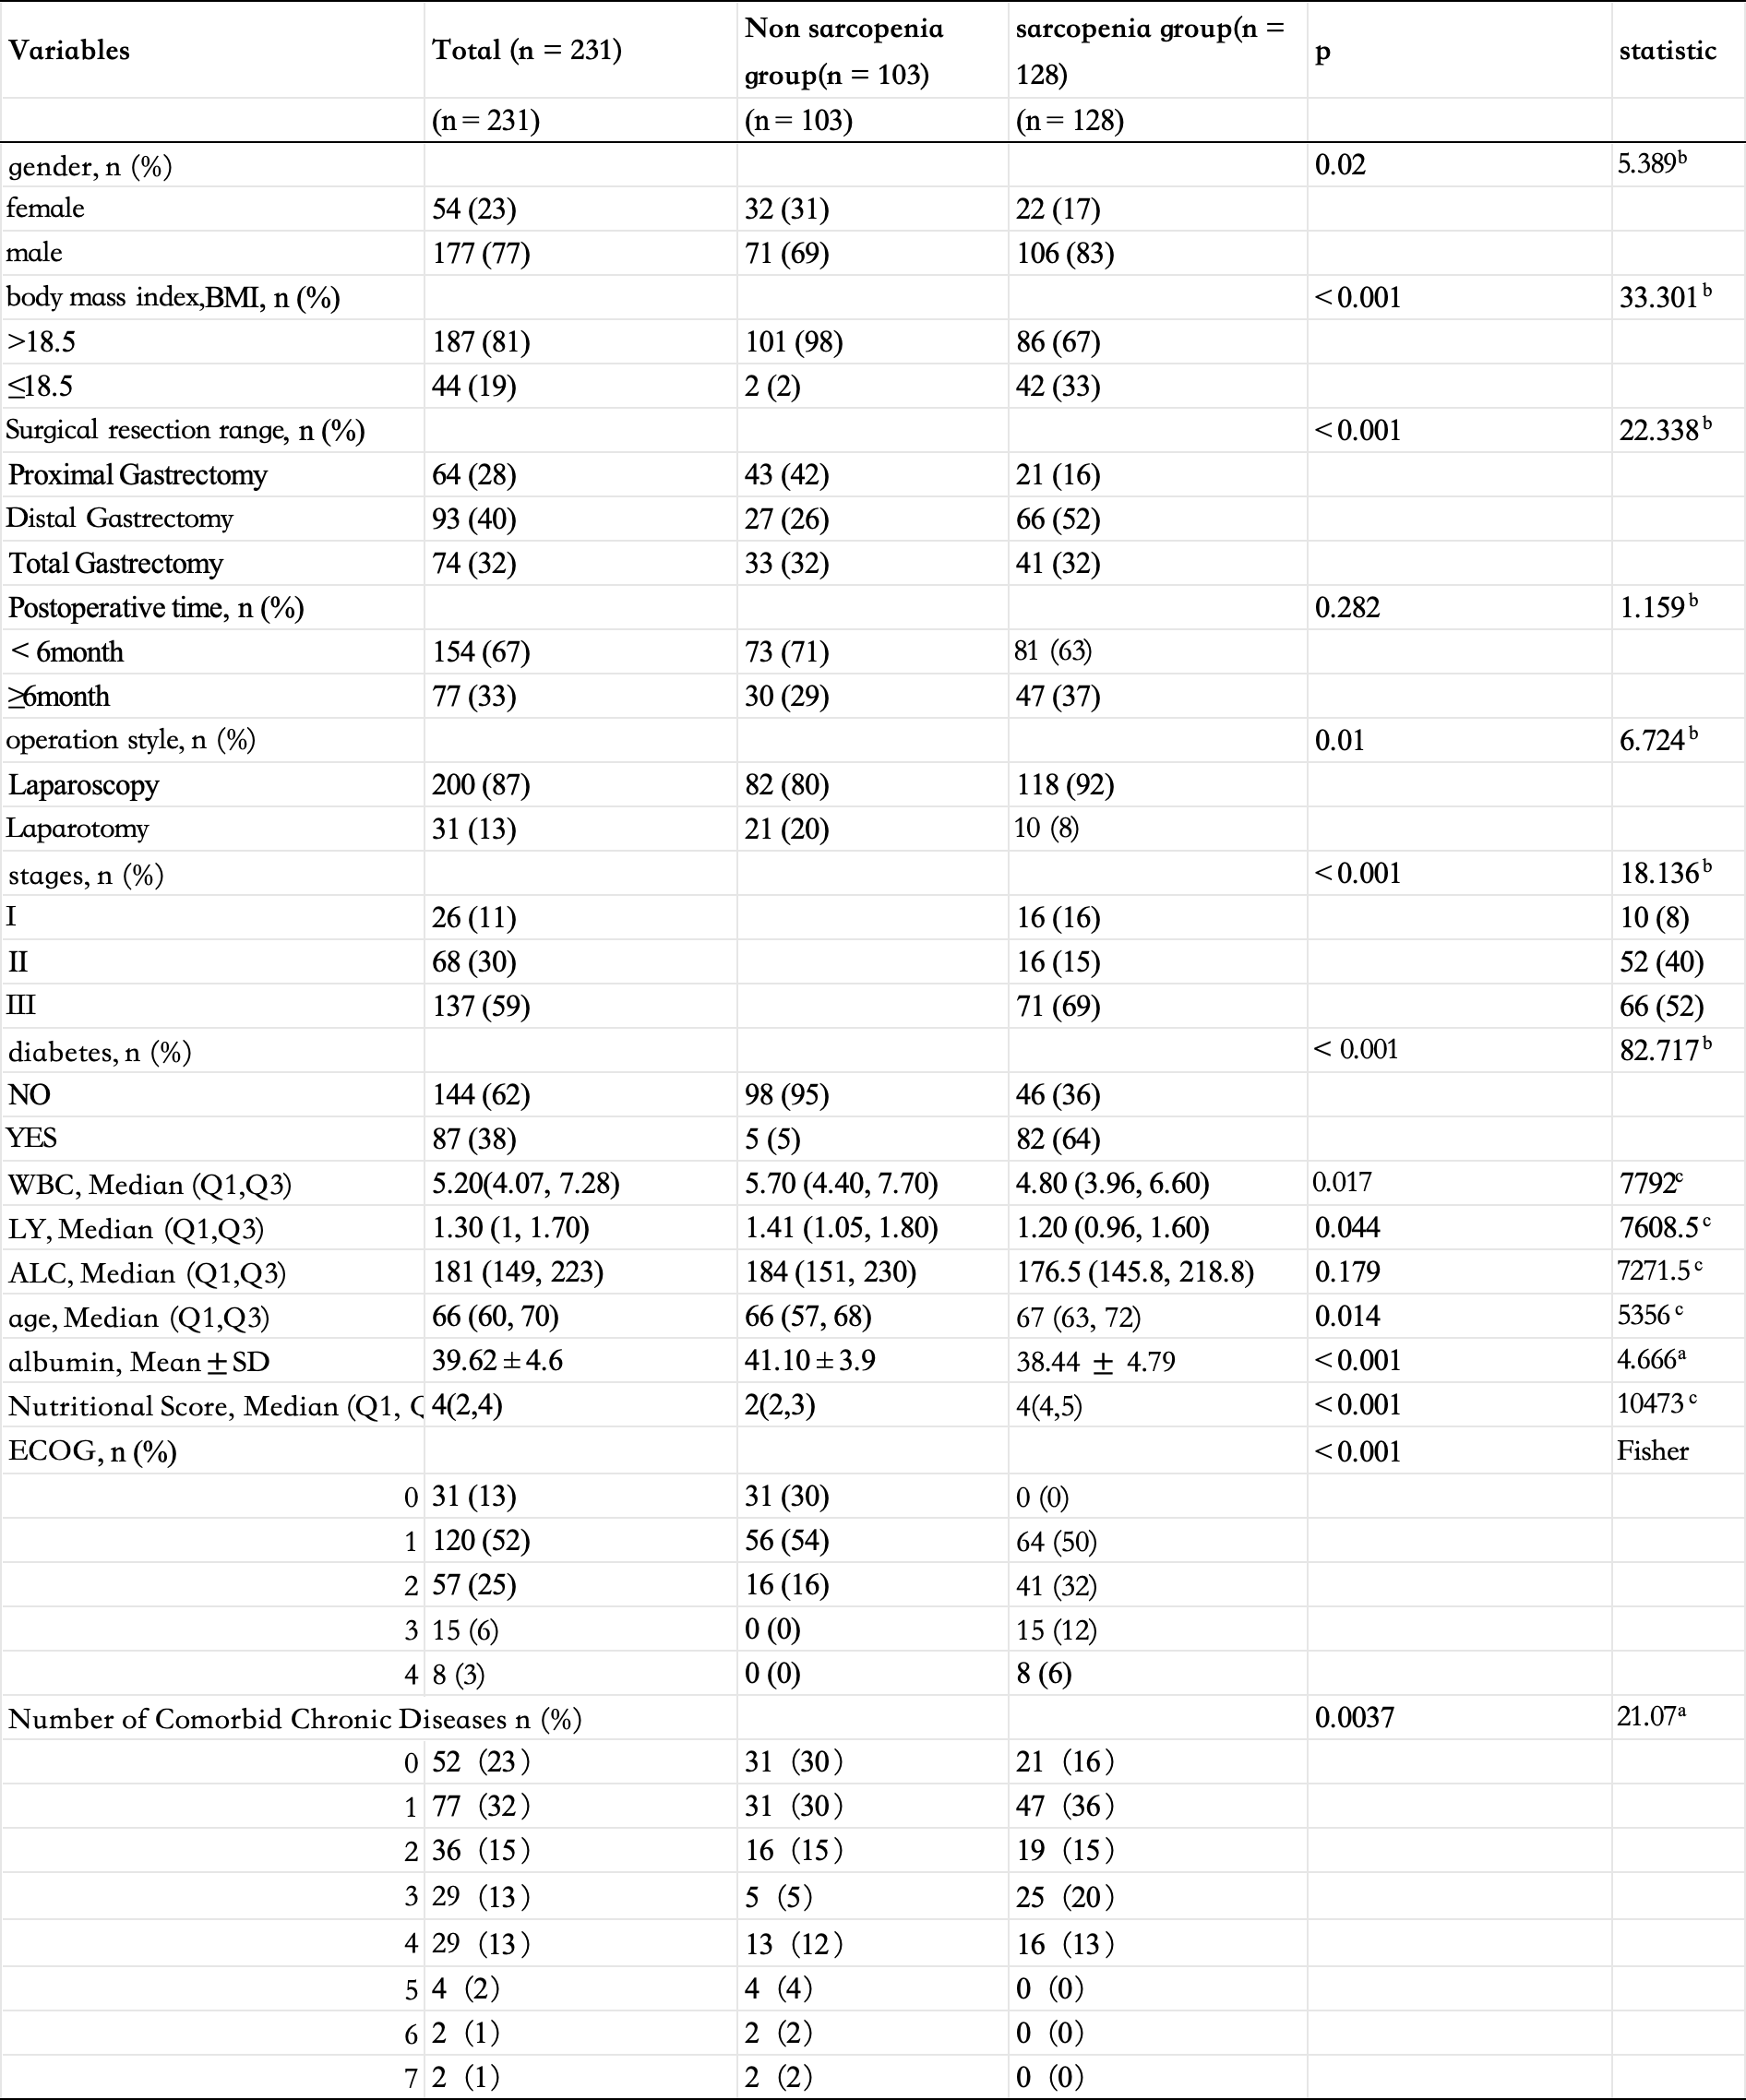 Variables Total (n = 231) Non sarcopenia group(n = 103) sarcopenia group(n = 128) p statistic
(n = 231) (n = 103) (n = 128)
gender, n (%) 0.02 5.389b
female 54 (23) 32 (31) 22 (17)
male 177 (77) 71 (69) 106 (83)
body mass index,BMI, n (%) <0.001 33.301b
>18.5 187 (81) 101 (98) 86 (67)
≤18.5 44 (19) 2 (2) 42 (33)
Surgical resection range, n (%) <0.001 22.338b
Proximal Gastrectomy 64 (28) 43 (42) 21 (16)
Distal Gastrectomy 93 (40) 27 (26) 66 (52)
Total Gastrectomy 74 (32) 33 (32) 41 (32)
Postoperative time, n (%) 0.282 1.159b
< 6month 154 (67) 73 (71) 81 (63)
≥6month 77 (33) 30 (29) 47 (37)
operation style, n (%) 0.01 6.724b
Laparoscopy 200 (87) 82 (80) 118 (92)
Laparotomy 31 (13) 21 (20) 10 (8)
stages, n (%) <0.001 18.136b
I 26 (11) 16 (16) 10 (8)
II 68 (30) 16 (15) 52 (40)
III 137 (59) 71 (69) 66 (52)
diabetes, n (%) < 0.001 82.717b
NO 144 (62) 98 (95) 46 (36)
YES 87 (38) 5 (5) 82 (64)
WBC, Median (Q1,Q3) 5.20(4.07, 7.28) 5.70 (4.40, 7.70) 4.80 (3.96, 6.60) 0.017 7792c
LY, Median (Q1,Q3) 1.30 (1, 1.70) 1.41 (1.05, 1.80) 1.20 (0.96, 1.60) 0.044 7608.5c
ALC, Median (Q1,Q3) 181 (149, 223) 184 (151, 230) 176.5 (145.8, 218.8) 0.179 7271.5c
age, Median (Q1,Q3) 66 (60, 70) 66 (57, 68) 67 (63, 72) 0.014 5356c
albumin, Mean ± SD 39.62 ± 4.6 41.10 ± 3.9 38.44 ± 4.79 <0.001 4.666a
Nutritional Score, Median (Q1, 4(2,4) 2(2,3) 4(4,5) <0.001 10473c
ECOG, n (%) <0.001 Fisher
0 31 (13) 31 (30) 0 (0)
1 120 (52) 56 (54) 64 (50)
2 57 (25) 16 (16) 41 (32)
3 15 (6) 0 (0) 15 (12)
4 8 (3) 0 (0) 8 (6)
Number of Comorbid Chronic Diseases n (%) 0.0037 21.07a
0 52（23） 31（30） 21（16）
1 77（32） 31（30） 47（36）
2 36（15） 16（15） 19（15）
3 29（13） 5（5） 25（20）
4 29（13） 13（12） 16（13）
5 4（2） 4（4） 0（0）
6 2（1） 2（2） 0（0）
7 2（1） 2（2） 0（0）